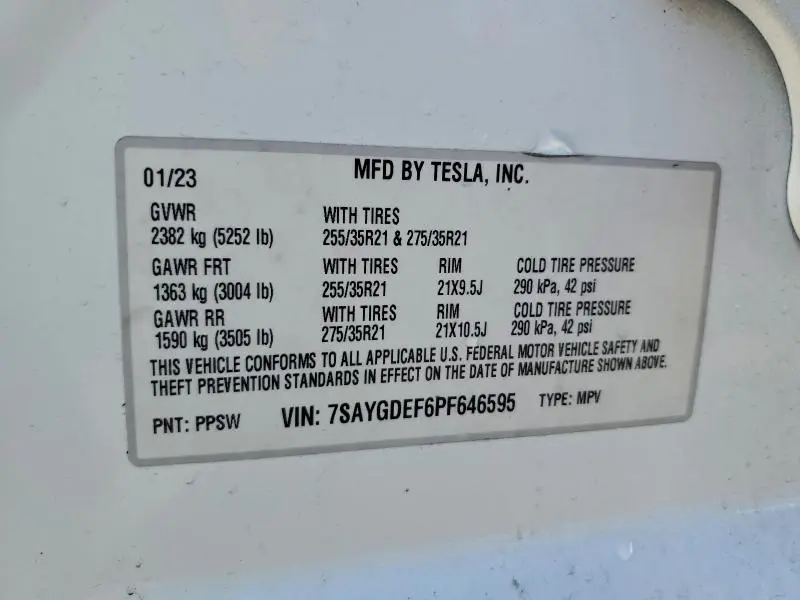 01/23 MFD BY TESLA, INC.
GVWR WITH TIRES
2382 kg (5252 lb) 255/35R21 & 275/35R21
GAWR FRT WITH TIRES RIM COLD TIRE PRESSURE
1363 kg (3004 lb) 255/35R21 21X9.5J 290 kPa, 42 psi
GAWR RR WITH TIRES RIM COLD TIRE PRESSURE
1590 kg (3505 lb) 275/35R21 21X10.5J 290 kPa, 42 psi
THIS VEHICLE CONFORMS TO ALL APPLICABLE U.S. FEDERAL MOTOR VEHICLE SAFETY AND
THEFT PREVENTION STANDARDS IN EFFECT ON THE DATE OF MANUFACTURE SHOWN ABOVE.
PNT: PPSW VIN: 7SAYGDEF6PF646595 TYPE: MPV